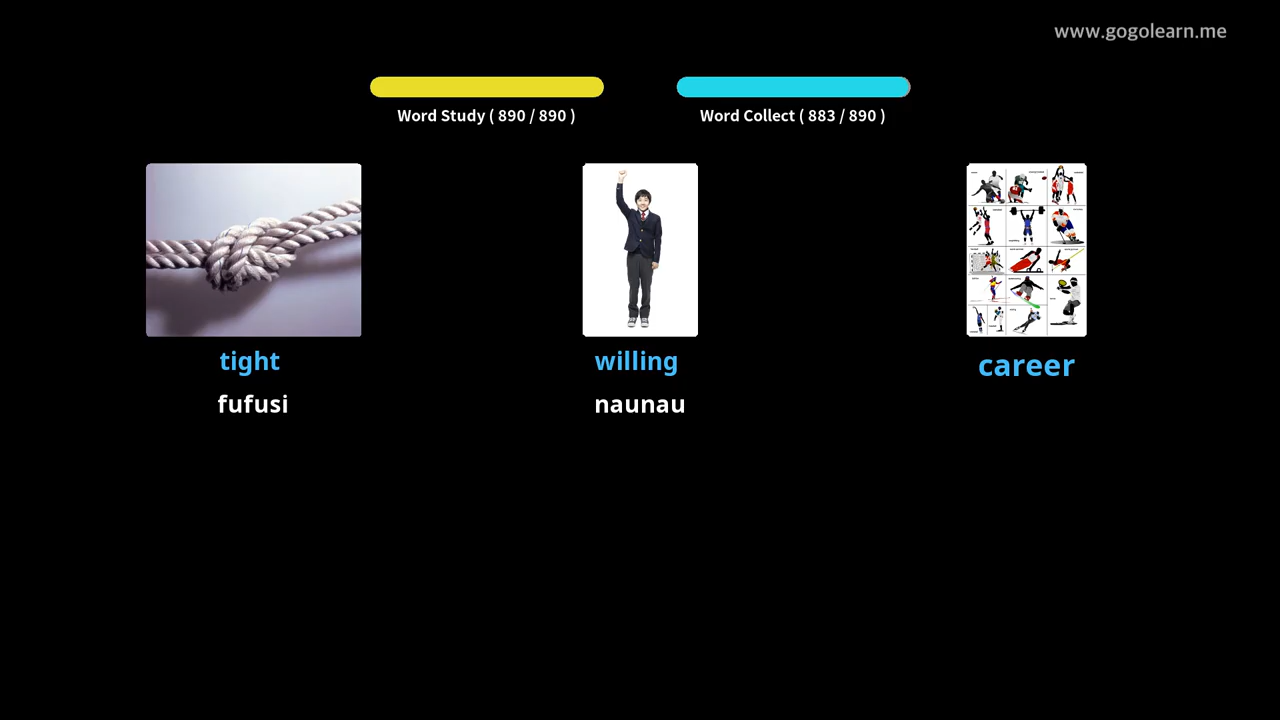 www.gogolearn.me
Word Study ( 890 / 890 )
Word Collect ( 883 / 890 )
tight
willing
career
fufusi
naunau